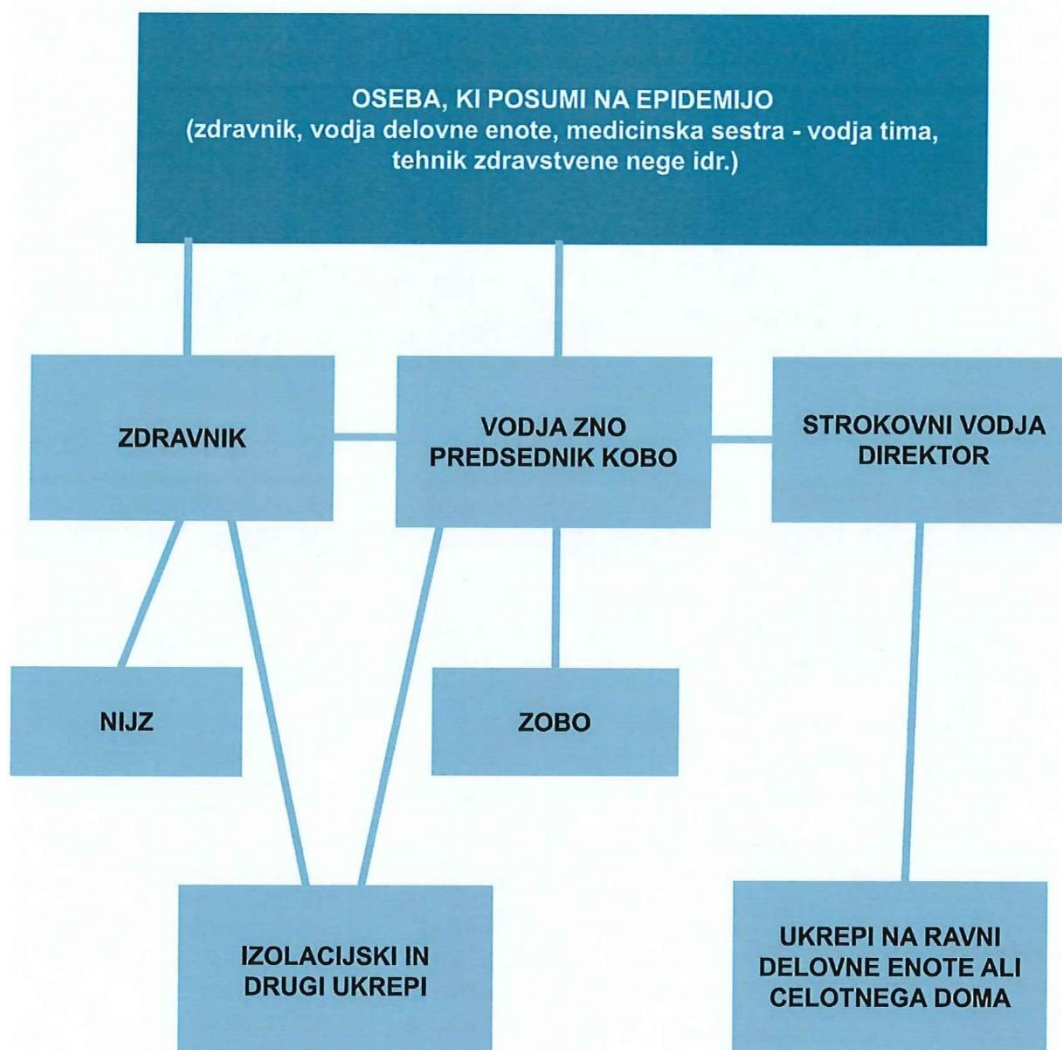 OSEBA, KI POSUMI NA EPIDEMIJO
(zdravnik, vodja delovne enote, medicinska sestra - vodja tima,
tehnik zdravstvene nege idr.)
ZDRAVNIK
VODJA ZNO
PREDSEDNIK KOBO
STROKOVNI VODJA
DIREKTOR
NIJZ
ZOBO
IZOLACIJSKI IN
DRUGI UKREPI
UKREPI NA RAVNI
DELOVNE ENOTE ALI
CELOTNEGA DOMA